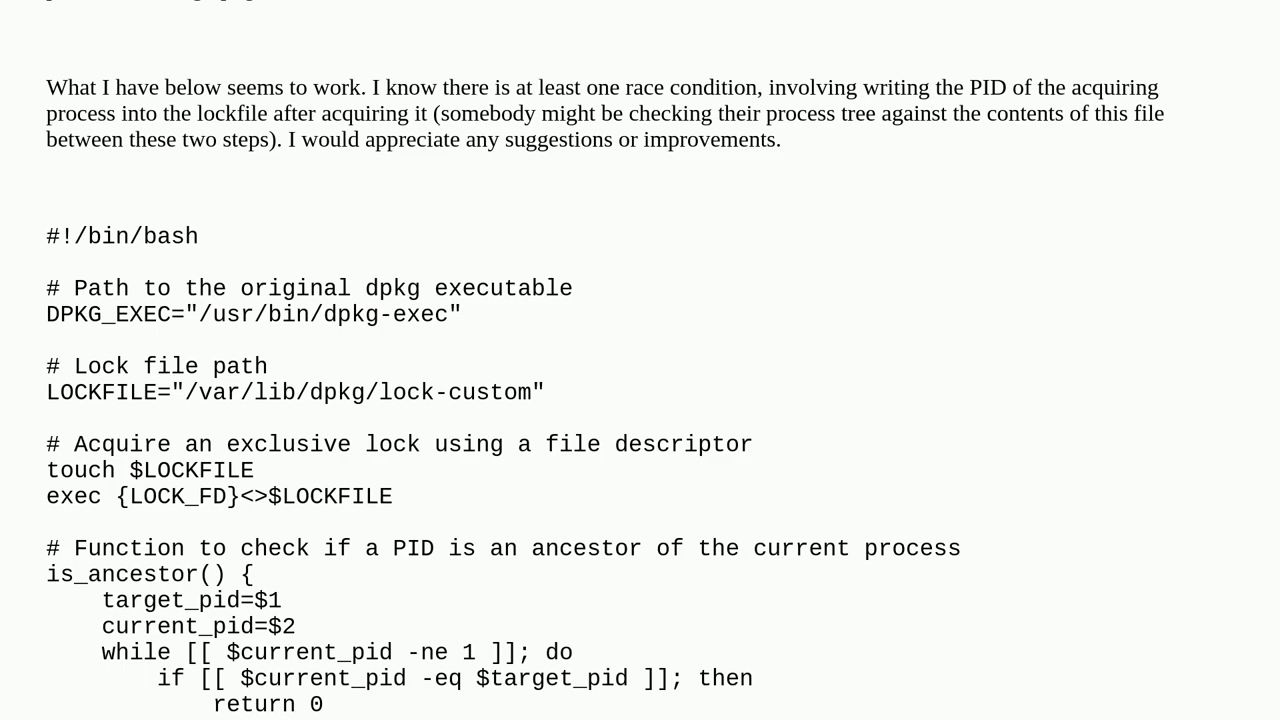 What I have below seems to work. I know there is at least one race condition, involving writing the PID of the acquiring
process into the lockfile after acquiring it (somebody might be checking their process tree against the contents of this file
between these two steps). I would appreciate any suggestions or improvements.
#!/bin/bash
# Path to the original dpkg executable
DPKG_EXEC="/usr/bin/dpkg-exec"
# Lock file path
LOCKFILE="/var/lib/dpkg/lock-custom"
# Acquire an exclusive lock using a file descriptor
touch $LOCKFILE
exec {LOCK_FD}<>$LOCKFILE
# Function to check if a PID is an ancestor of the current process
is_ancestor() {
    target_pid=$1
    current_pid=$2
    while [[ $current_pid -ne 1 ]]; do
        if [[ $current_pid -eq $target_pid ]]; then
            return 0